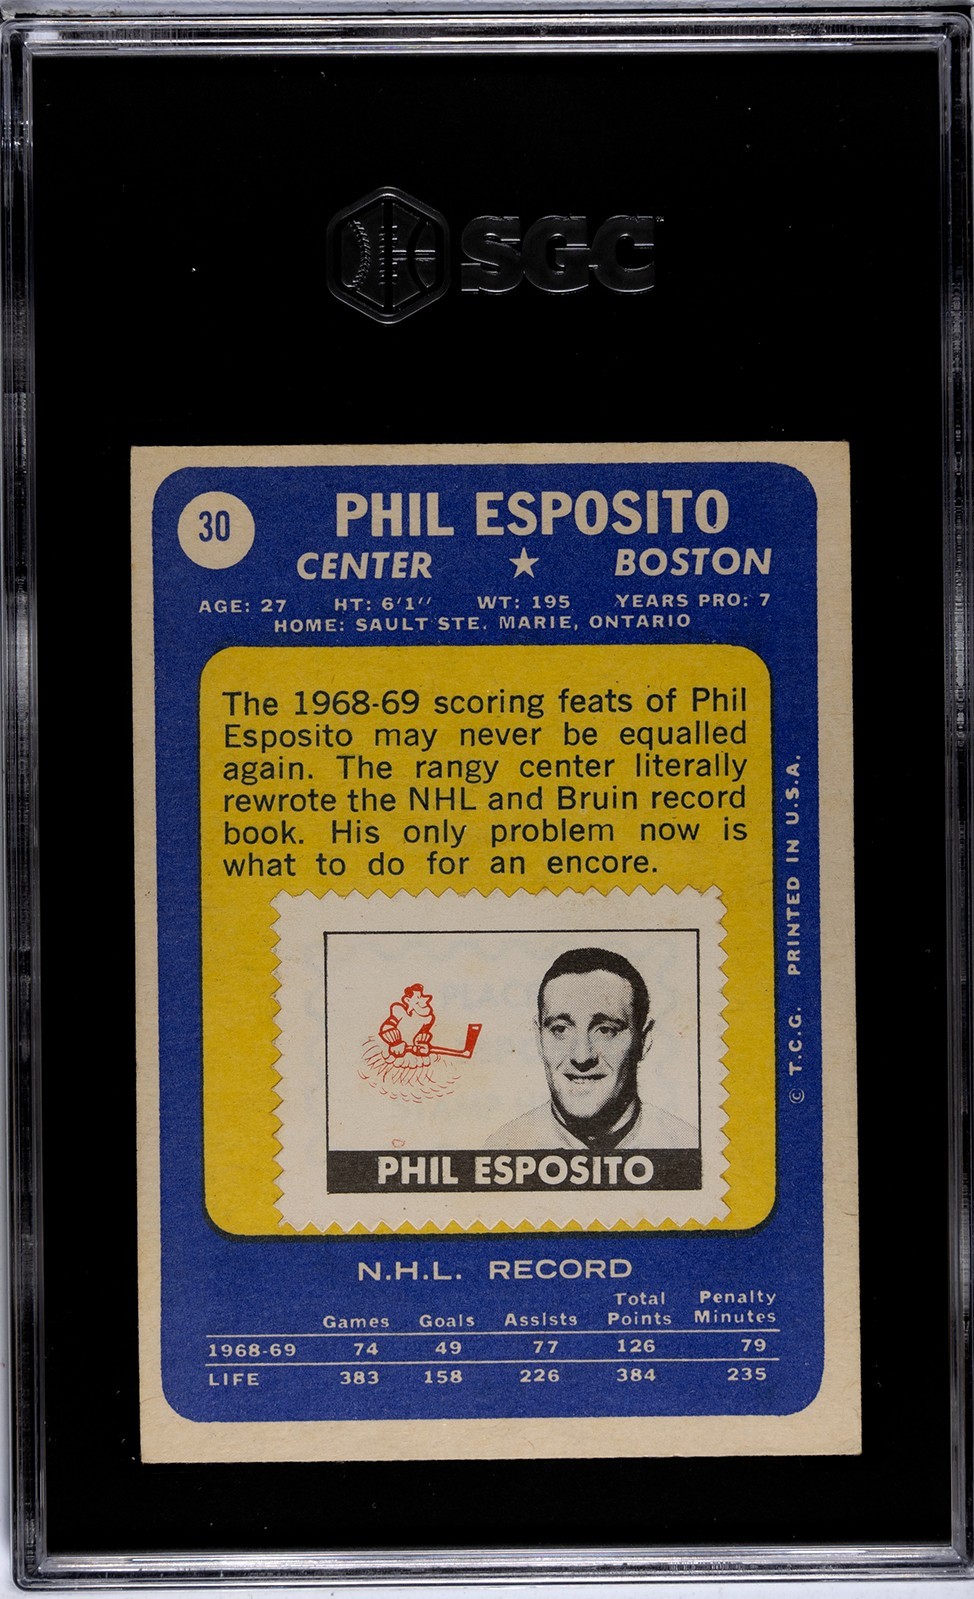 SGC
30
PHIL ESPOSITO
CENTER ★ BOSTON
AGE: 27 HT: 6'1" WT: 195 YEARS PRO: 7
HOME: SAULT STE. MARIE, ONTARIO
The 1968-69 scoring feats of Phil
Esposito may never be equalled
again. The rangy center literally
rewrote the NHL and Bruin record
book. His only problem now is
what to do for an encore.
PHIL ESPOSITO
© T.C.G. PRINTED IN U.S.A.
N.H.L. RECORD
Games Goals Assists Total Points Penalty Minutes
1968-69 74 49 77 126 79
LIFE 383 158 226 384 235